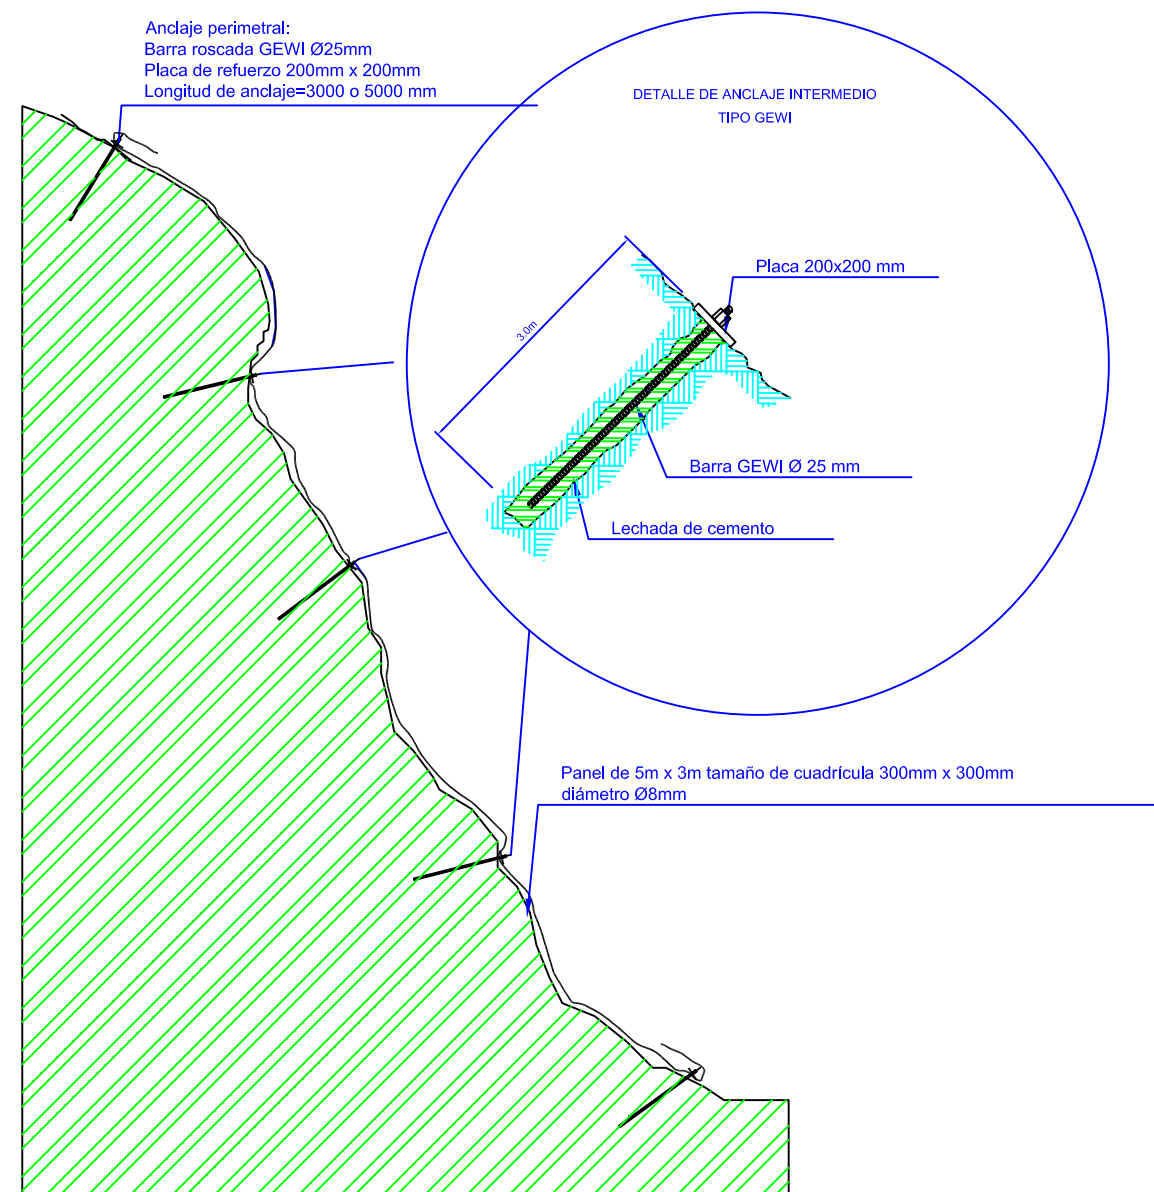 Anclaje perimetral:
Barra roscada GEWI Ø25mm
Placa de refuerzo 200mm x 200mm
Longitud de anclaje=3000 o 5000 mm
DETALLE DE ANCLAJE INTERMEDIO
TIPO GEWI
Placa 200x200 mm
3.0m
Barra GEWI Ø 25 mm
Lechada de cemento
Panel de 5m x 3m tamaño de cuadrícula 300mm x 300mm
diámetro Ø8mm